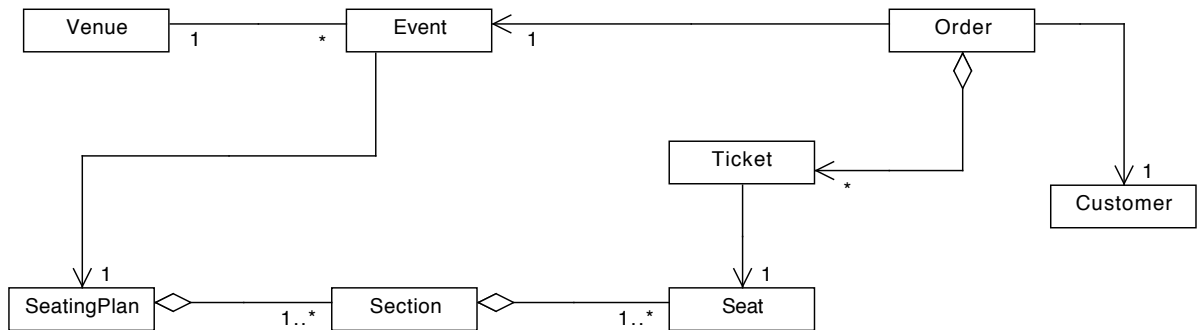 Venue
1
*
Event
1
Order
Ticket
*
1
Customer
1
SeatingPlan
1..*
Section
1..*
1
Seat